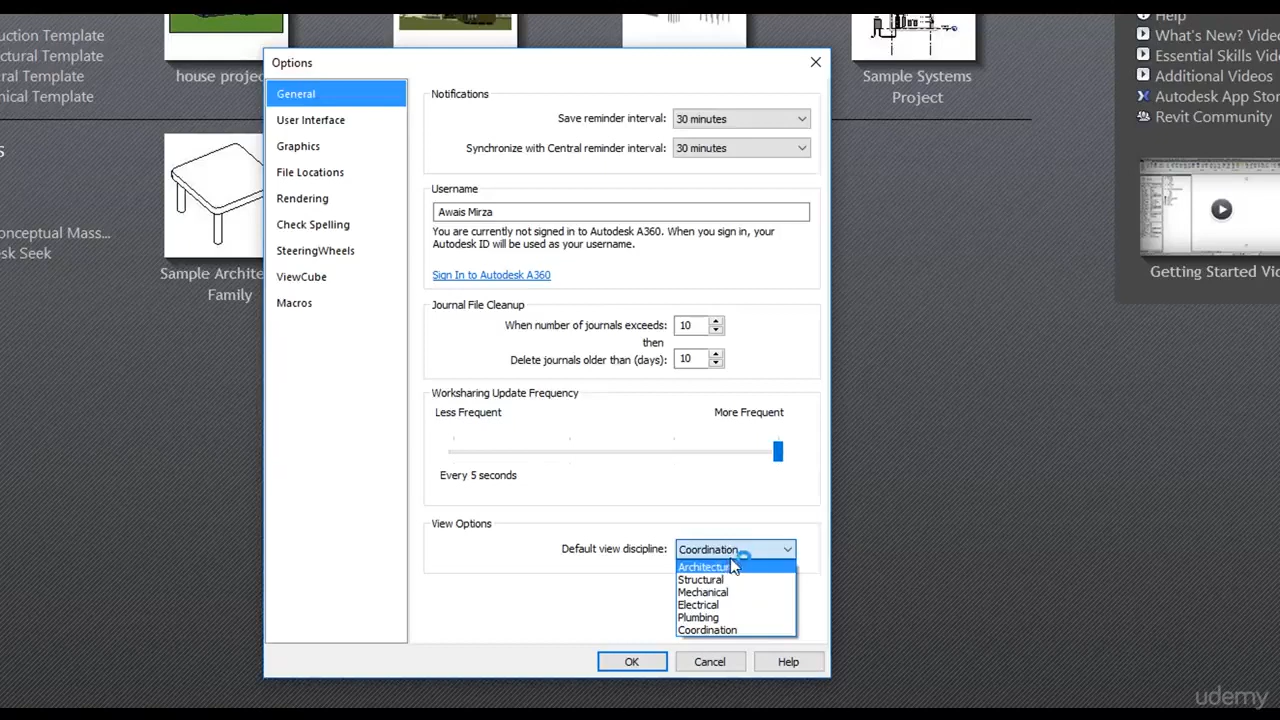 uction Template
uctural Template
ral Template
nical Template
s
onceptual Mass...
sk Seek
house projec
Sample Archite
Family
Sample Systems
Project
Help
What's New? Vide
Essential Skills Vide
Additional Videos
Autodesk App Stor
Revit Community
Getting Started Vi
Options
General
User Interface
Graphics
File Locations
Rendering
Check Spelling
SteeringWheels
ViewCube
Macros
Notifications
Save reminder interval: 30 minutes
Synchronize with Central reminder interval: 30 minutes
Username
Awais Mirza
You are currently not signed in to Autodesk A360. When you sign in, your
Autodesk ID will be used as your username.
Sign In to Autodesk A360
Journal File Cleanup
When number of journals exceeds: 10
then
Delete journals older than (days): 10
Worksharing Update Frequency
Less Frequent More Frequent
Every 5 seconds
View Options
Default view discipline: Coordination
Architectur
Structural
Mechanical
Electrical
Plumbing
Coordination
OK Cancel Help
udemy